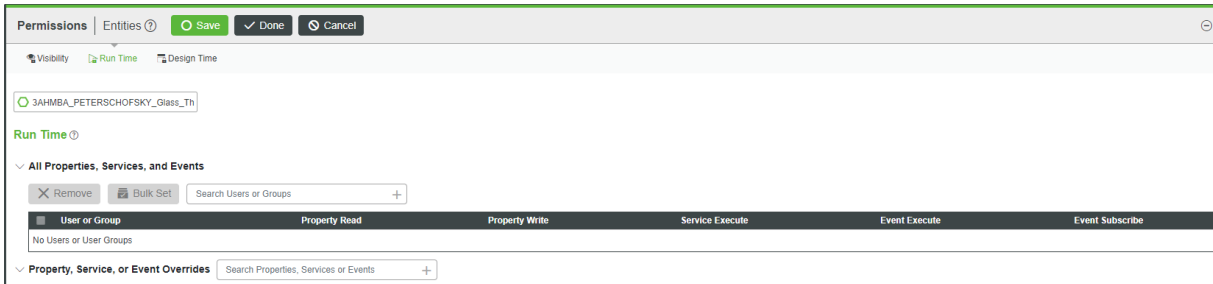 Permissions Entities Save Done Cancel
Visibility Run Time Design Time
3AHMBA_PETERSCHOFSKY_Glass_Th
Run Time
All Properties, Services, and Events
Remove Bulk Set Search Users or Groups
User or Group Property Read Property Write Service Execute Event Execute Event Subscribe
No Users or User Groups
Property, Service, or Event Overrides Search Properties, Services or Events